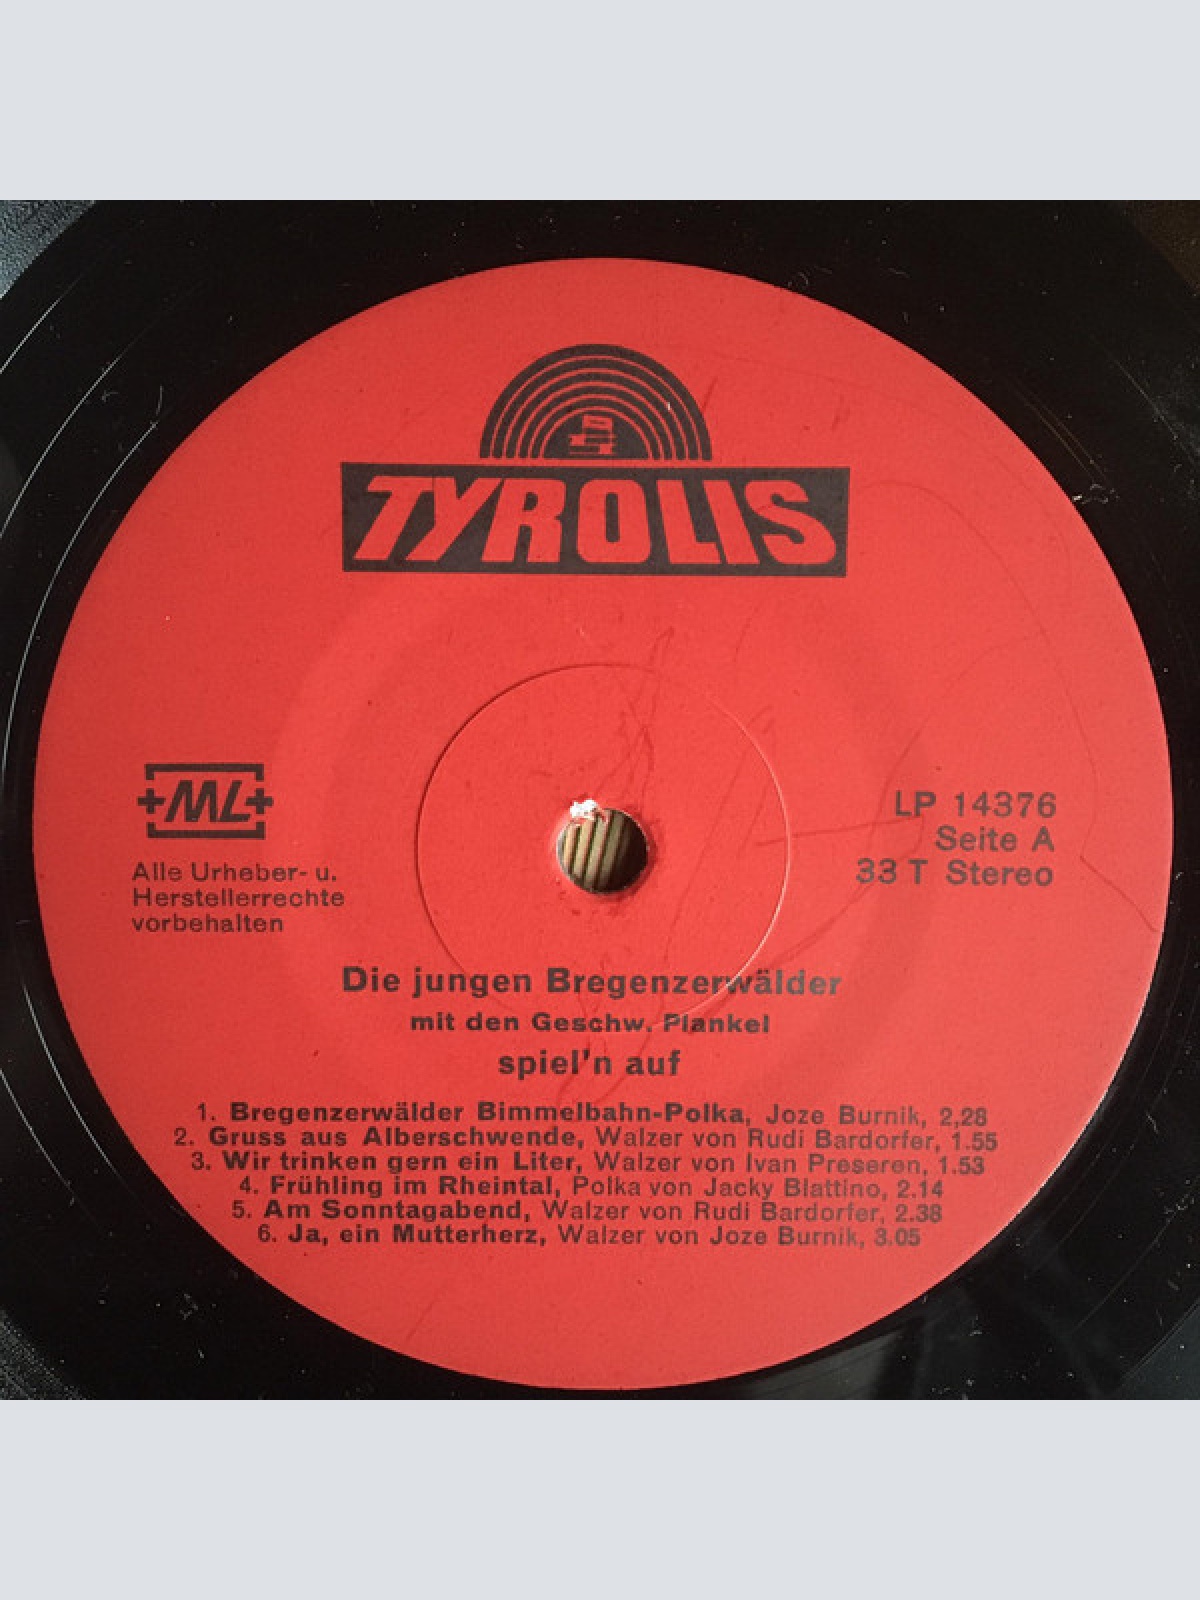 TYROLIS
+ML+
Alle Urheber- u.
Herstellerrechte
vorbehalten
LP 14376
Seite A
33 T Stereo
Die jungen Bregenzerwälder
mit den Geschw. Plankel
spiel'n auf
1. Bregenzerwälder Bimmelbahn-Polka, Joze Burnik, 2,28
2. Gruss aus Alberschwende, Walzer von Rudi Bardorfer, 1.55
3. Wir trinken gern ein Liter, Walzer von Ivan Preseren, 1.53
4. Frühling im Rheintal, Polka von Jacky Blattino, 2.14
5. Am Sonntagabend, Walzer von Rudi Bardorfer, 2.38
6. Ja, ein Mutterherz, Walzer von Joze Burnik, 3.05